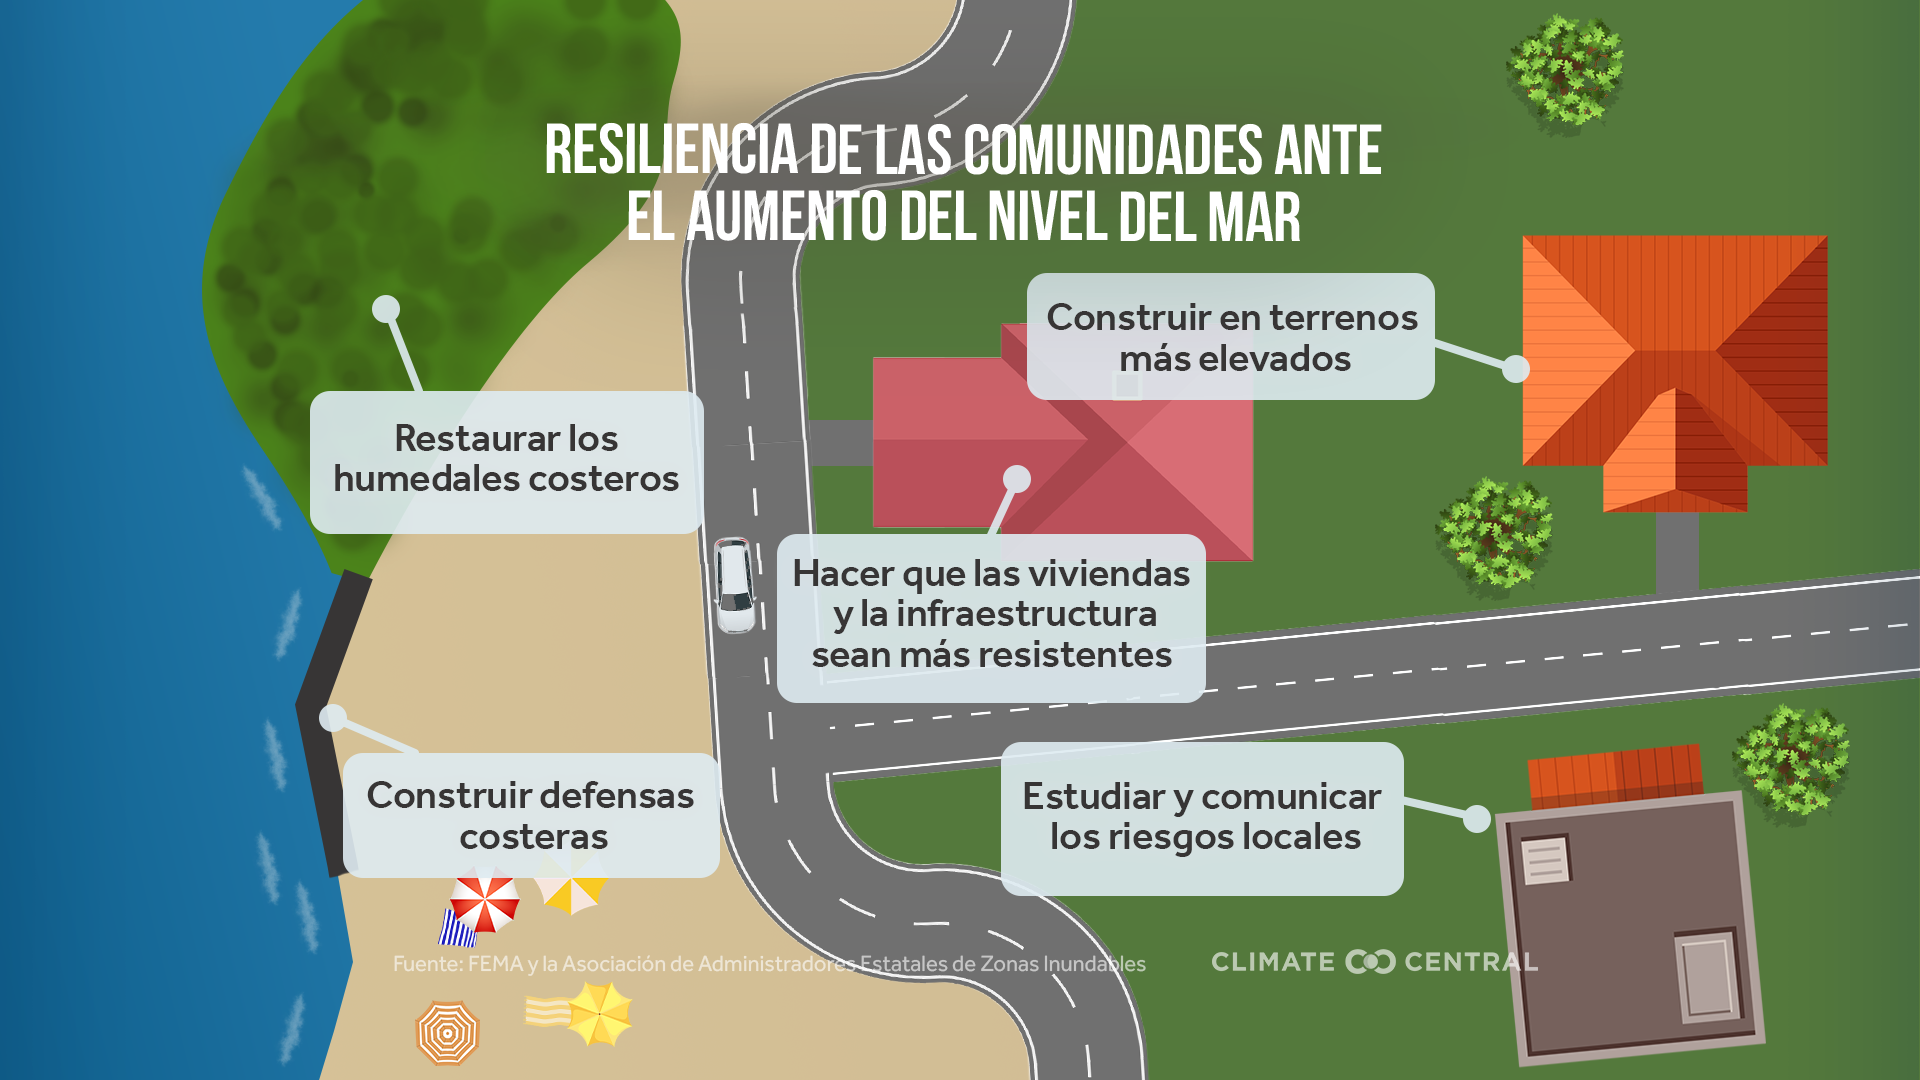 RESILIENCIA DE LAS COMUNIDADES ANTE
EL AUMENTO DEL NIVEL DEL MAR
Construir en terrenos
más elevados
Restaurar los
humedales costeros
Hacer que las viviendas
y la infraestructura
sean más resistentes
Construir defensas
costeras
Estudiar y comunicar
los riesgos locales
Fuente: FEMA y la Asociación de Administradores Estatales de Zonas Inundables
CLIMATE CENTRAL